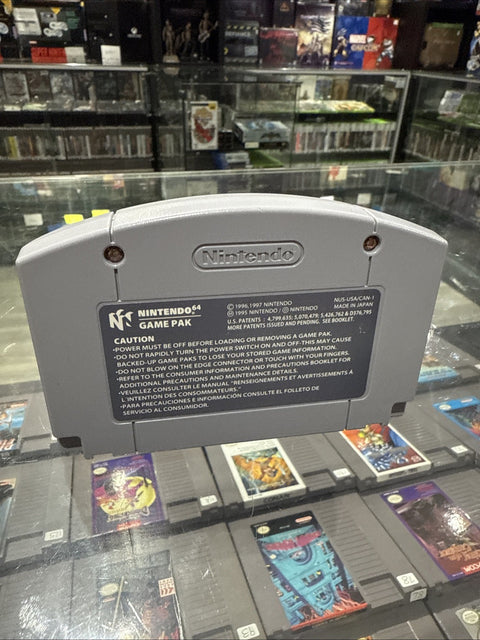 MARVEL
CAPCOM
Nintendo
NINTENDO 64
GAME PAK
© 1996, 1997 NINTENDO
Ⓜ 1995 NINTENDO / Ⓝ NINTENDO
U.S. PATENTS : 4,799,635; 5,070,479; 5,426,762 & D376,795
MORE PATENTS ISSUED AND PENDING. SEE BOOKLET.
NUS-USA/CAN-1
MADE IN JAPAN
CAUTION
•POWER MUST BE OFF BEFORE LOADING OR REMOVING A GAME PAK.
•DO NOT RAPIDLY TURN THE POWER SWITCH ON AND OFF-THIS MAY CAUSE
BACKED-UP GAME PAKS TO LOSE YOUR STORED GAME INFORMATION.
•DO NOT BLOW ON THE EDGE CONNECTOR OR TOUCH WITH YOUR FINGERS.
•REFER TO THE CONSUMER INFORMATION AND PRECAUTIONS BOOKLET FOR
ADDITIONAL PRECAUTIONS AND MAINTENANCE DETAILS.
•VEUILLEZ CONSULTER LE MANUAL "RENSEIGNEMENTS ET AVERTISSEMENTS À
L'INTENTION DES CONSOMMATEURS."
•PARA PRECAUCIONES E INFORMACIÓN CONSULTE EL FOLLETO DE
SERVICIO AL CONSUMIDOR.